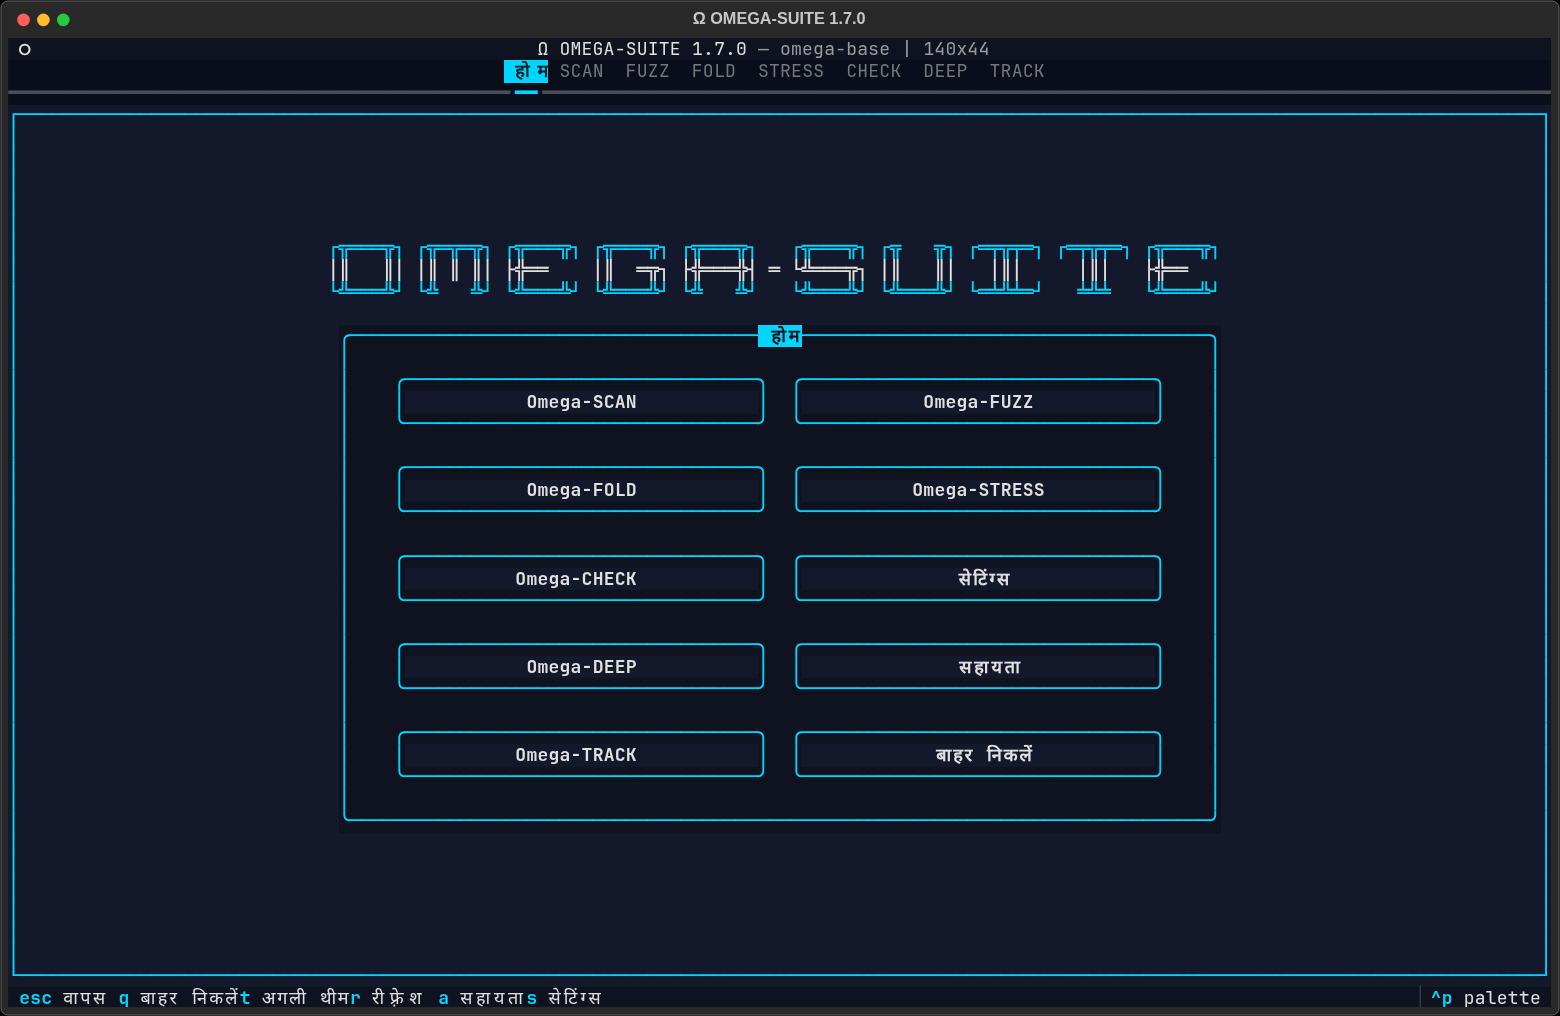 Ω OMEGA-SUITE 1.7.0
Ω OMEGA-SUITE 1.7.0 — omega-base | 140x44
होम SCAN FUZZ FOLD STRESS CHECK DEEP TRACK
OMEGA-SUITE
होम
Omega-SCAN Omega-FUZZ
Omega-FOLD Omega-STRESS
Omega-CHECK सेटिंग्स
Omega-DEEP सहायता
Omega-TRACK बाहर निकलें
esc वापस q बाहर निकलें t अगली थीम r रीफ़्रेश a सहायता s सेटिंग्स ^p palette